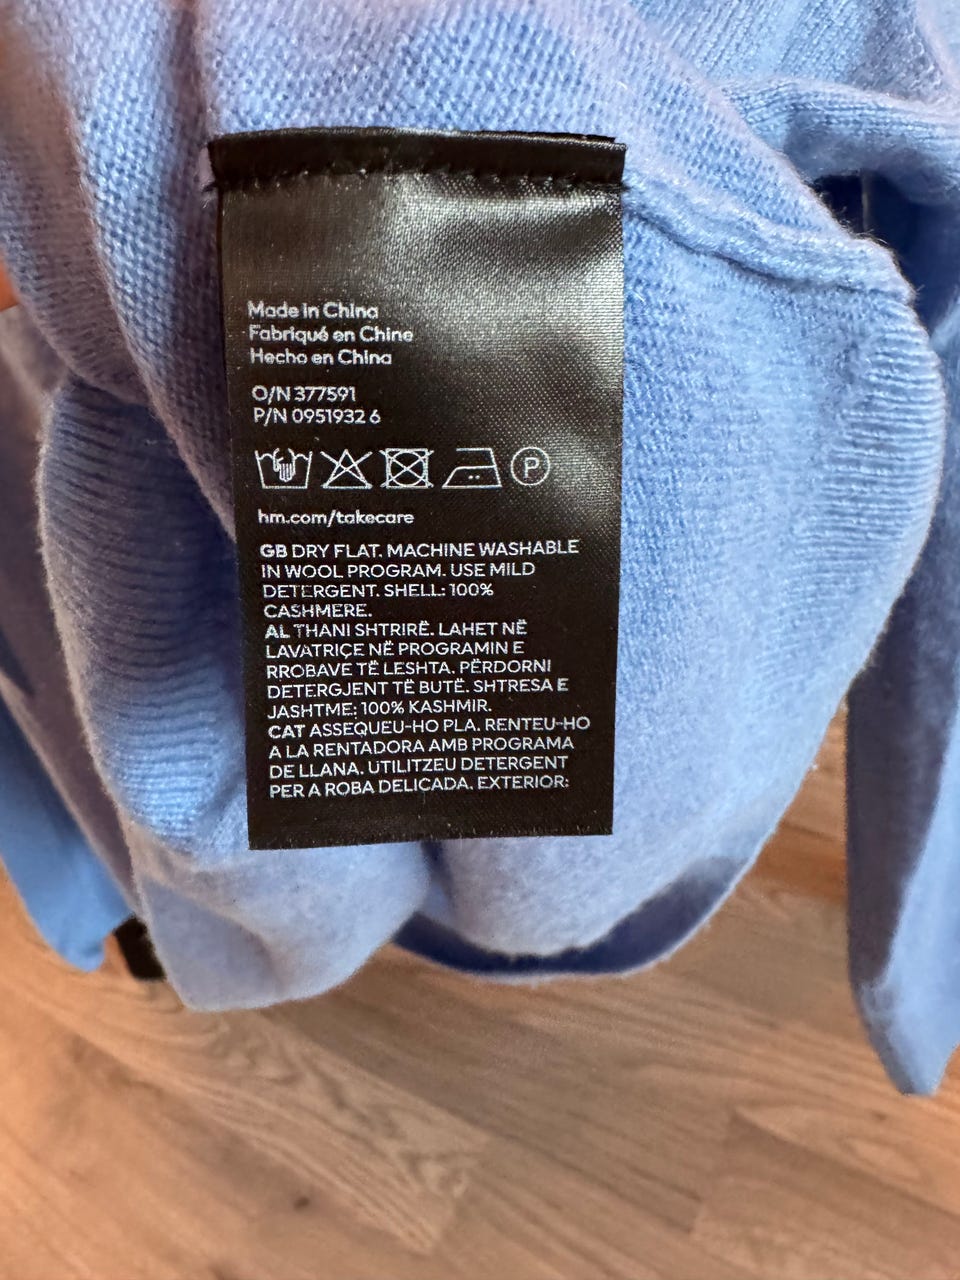 Made in China
Fabriqué en Chine
Hecho en China
O/N 377591
P/N 0951932 6
P
hm.com/takecare
GB DRY FLAT. MACHINE WASHABLE
IN WOOL PROGRAM. USE MILD
DETERGENT. SHELL: 100%
CASHMERE.
AL THANI SHTRIRË. LAHET NË
LAVATRIÇE NË PROGRAMIN E
RROBAVE TË LESHTA. PËRDORNI
DETERGJENT TË BUTË. SHTRESA E
JASHTME: 100% KASHMIR.
CAT ASSEQUEU-HO PLA. RENTEU-HO
A LA RENTADORA AMB PROGRAMA
DE LLANA. UTILITZEU DETERGENT
PER A ROBA DELICADA. EXTERIOR: